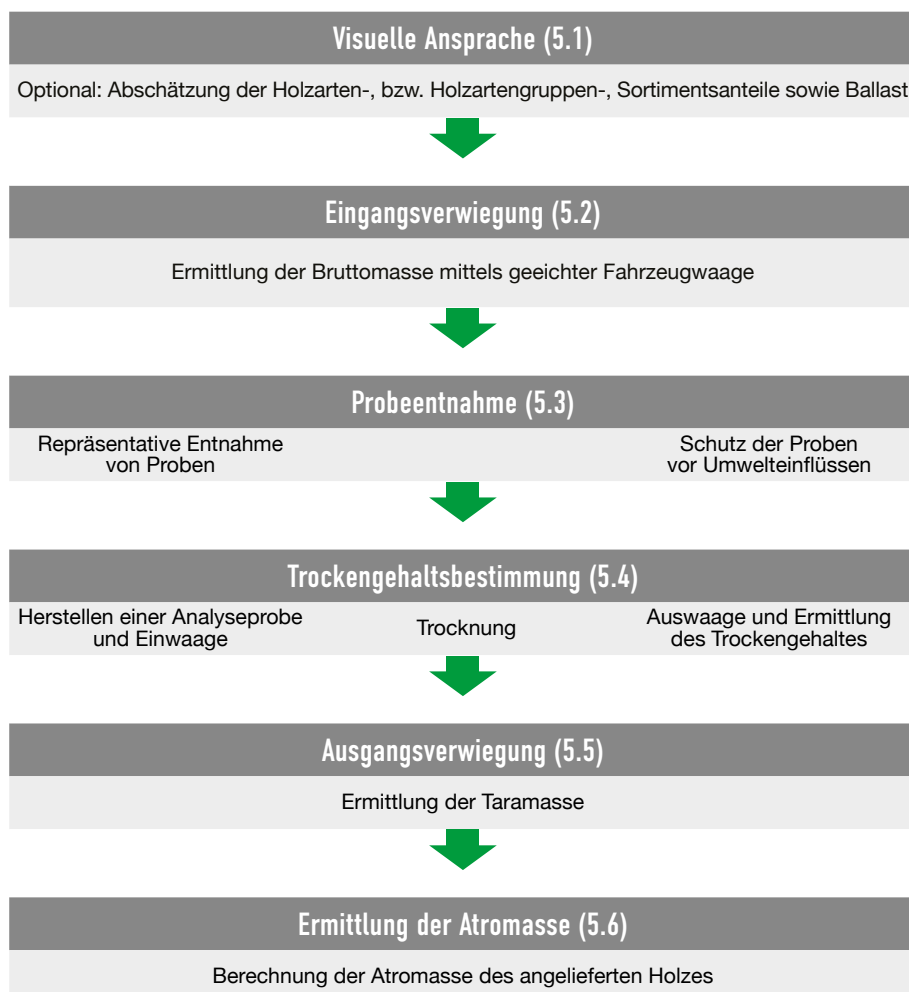 Visuelle Ansprache (5.1)
Optional: Abschätzung der Holzarten-, bzw. Holzartengruppen-, Sortimentsanteile sowie Ballast
Eingangsverwiegung (5.2)
Ermittlung der Bruttomasse mittels geeichter Fahrzeugwaage
Probeentnahme (5.3)
Repräsentative Entnahme
von Proben
Schutz der Proben
vor Umwelteinflüssen
Trockengehaltsbestimmung (5.4)
Herstellen einer Analyseprobe
und Einwaage
Trocknung
Auswaage und Ermittlung
des Trockengehaltes
Ausgangsverwiegung (5.5)
Ermittlung der Taramasse
Ermittlung der Atromasse (5.6)
Berechnung der Atromasse des angelieferten Holzes